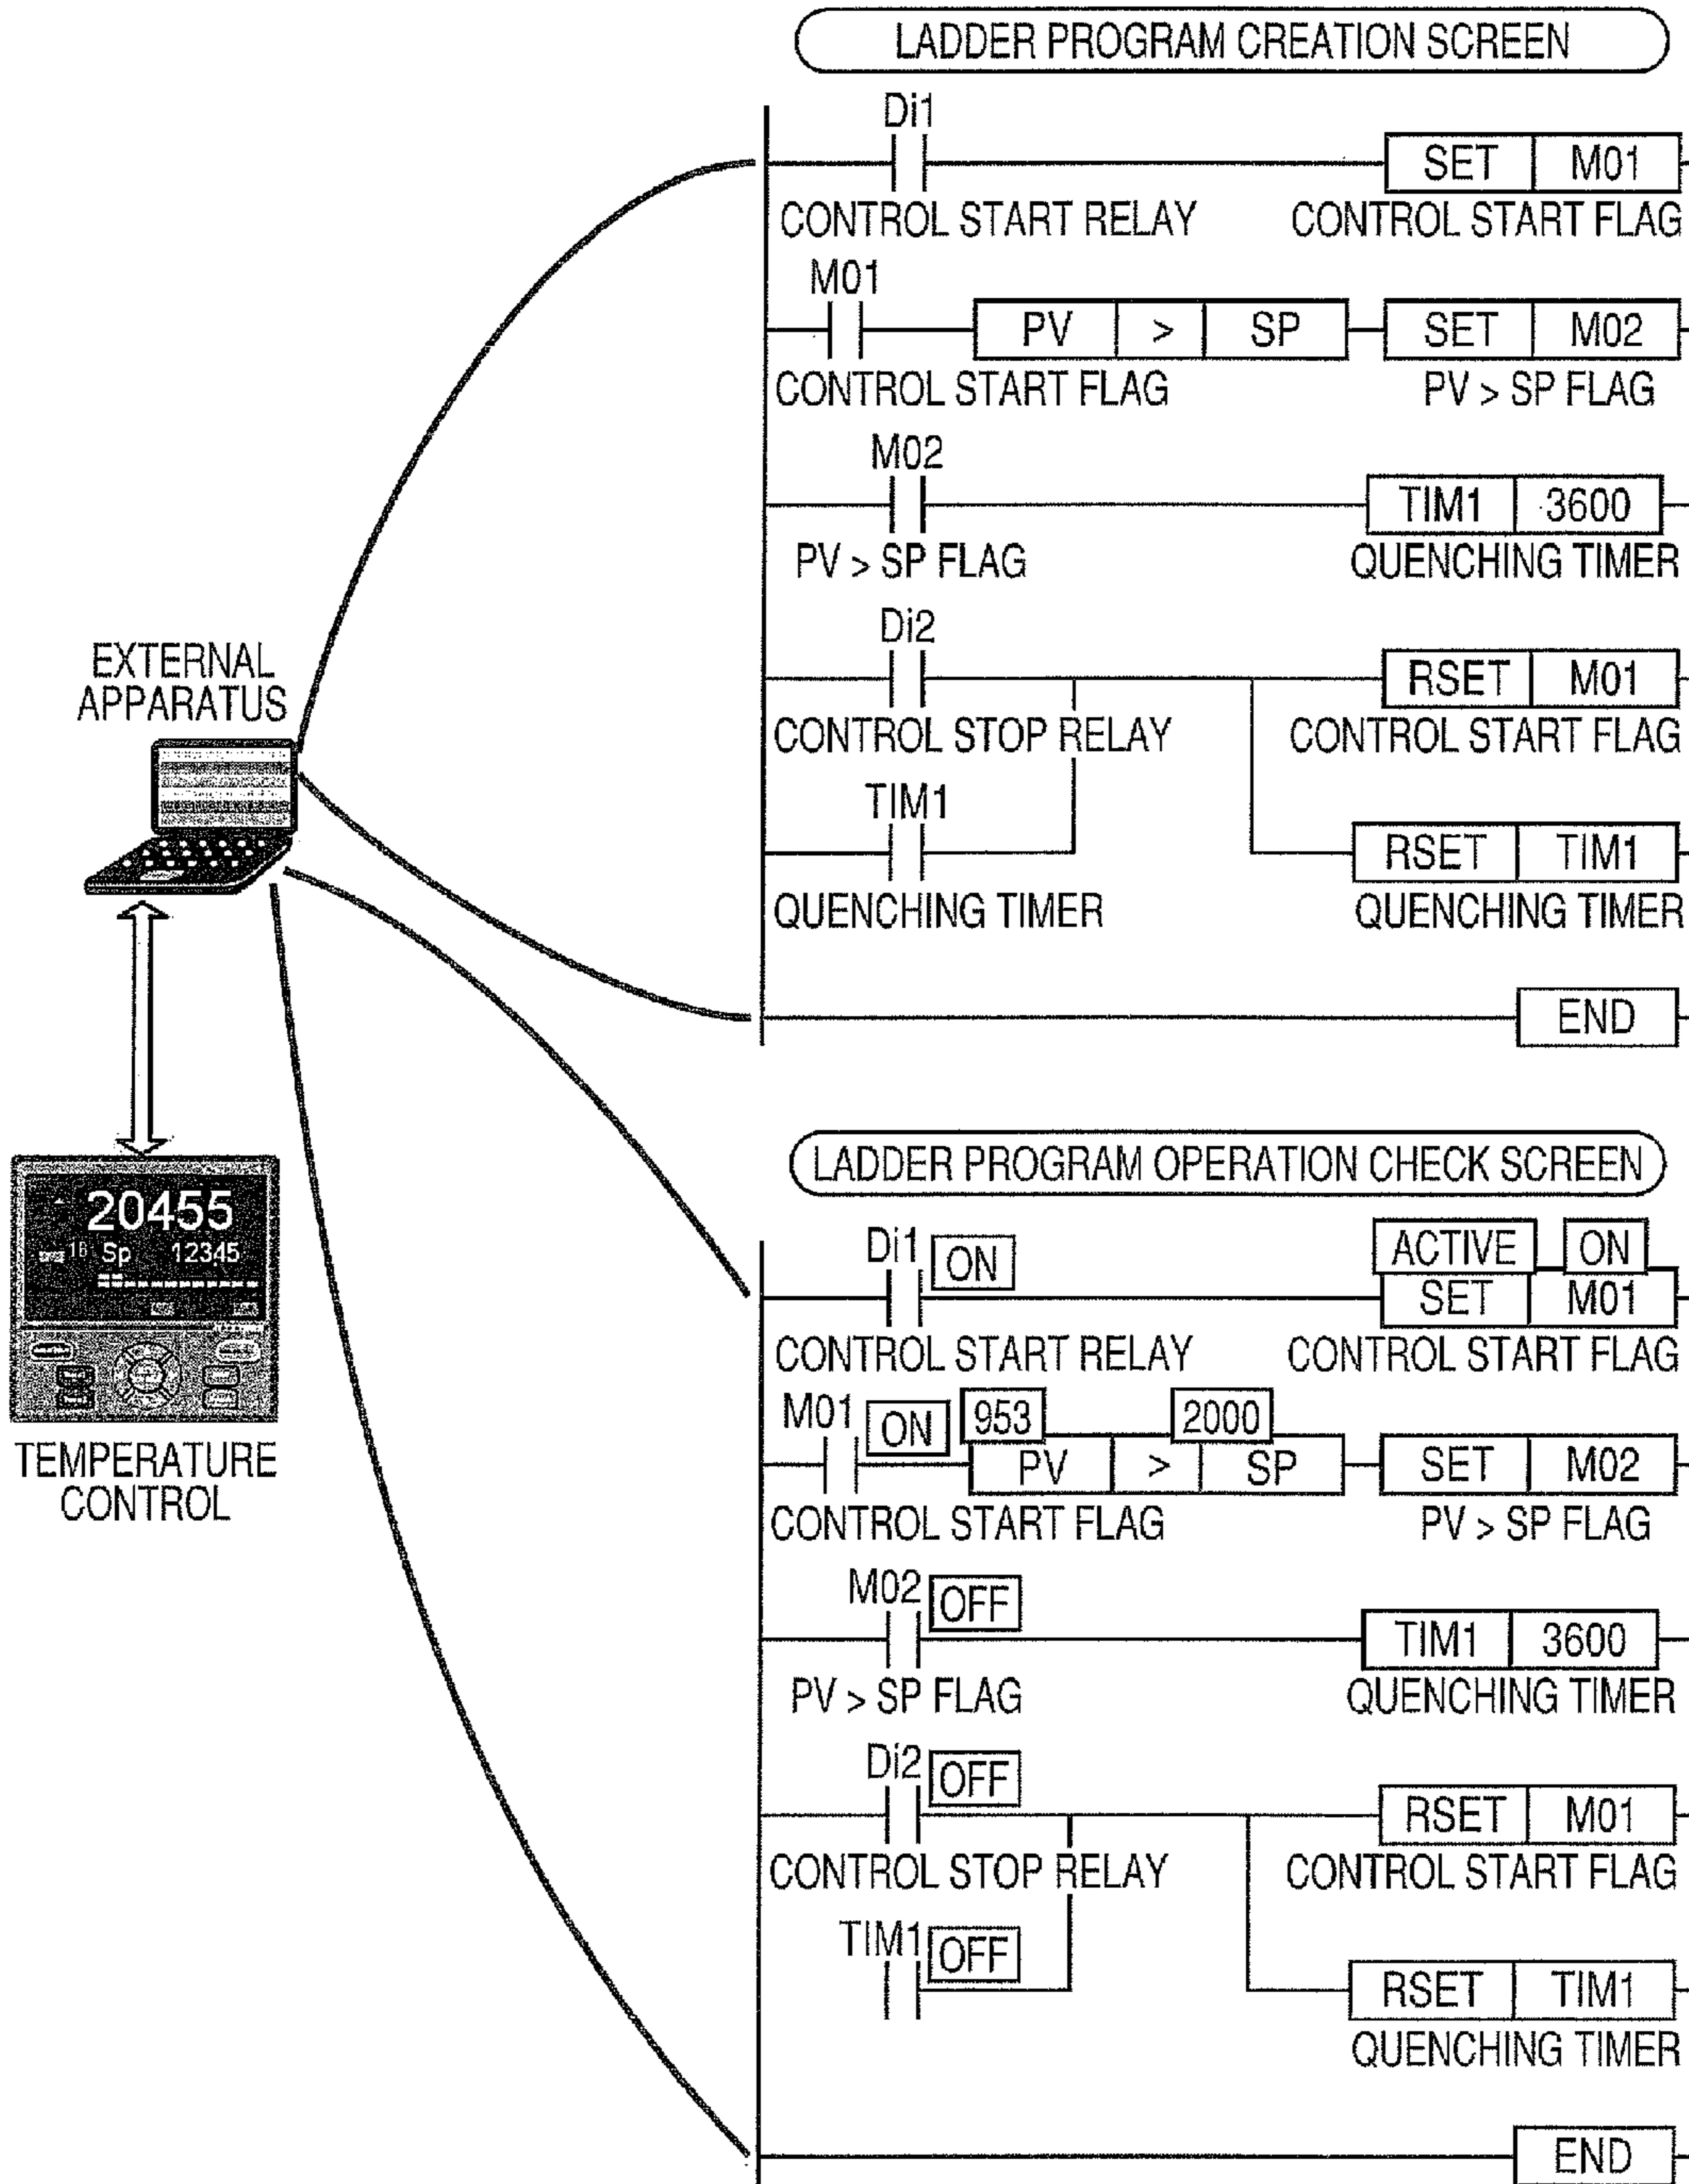 LADDER PROGRAM CREATION SCREEN
Di1
SET M01
CONTROL START RELAY CONTROL START FLAG
M01
PV > SP SET M02
CONTROL START FLAG PV > SP FLAG
M02
TIM1 3600
PV > SP FLAG QUENCHING TIMER
Di2
RSET M01
CONTROL STOP RELAY CONTROL START FLAG
TIM1
RSET TIM1
QUENCHING TIMER QUENCHING TIMER
END
EXTERNAL
APPARATUS
20455
16 Sp 12345
TEMPERATURE
CONTROL
LADDER PROGRAM OPERATION CHECK SCREEN
Di1 ON ACTIVE ON
SET M01
CONTROL START RELAY CONTROL START FLAG
M01 ON 953 2000
PV > SP SET M02
CONTROL START FLAG PV > SP FLAG
M02 OFF
TIM1 3600
PV > SP FLAG QUENCHING TIMER
Di2 OFF
RSET M01
CONTROL STOP RELAY CONTROL START FLAG
TIM1 OFF
RSET TIM1
QUENCHING TIMER
END